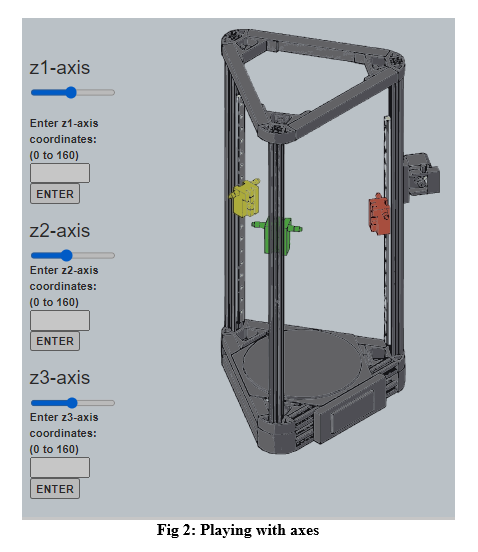 z1-axis
Enter z1-axis
coordinates:
(0 to 160)
ENTER
z2-axis
Enter z2-axis
coordinates:
(0 to 160)
ENTER
z3-axis
Enter z3-axis
coordinates:
(0 to 160)
ENTER
Fig 2: Playing with axes